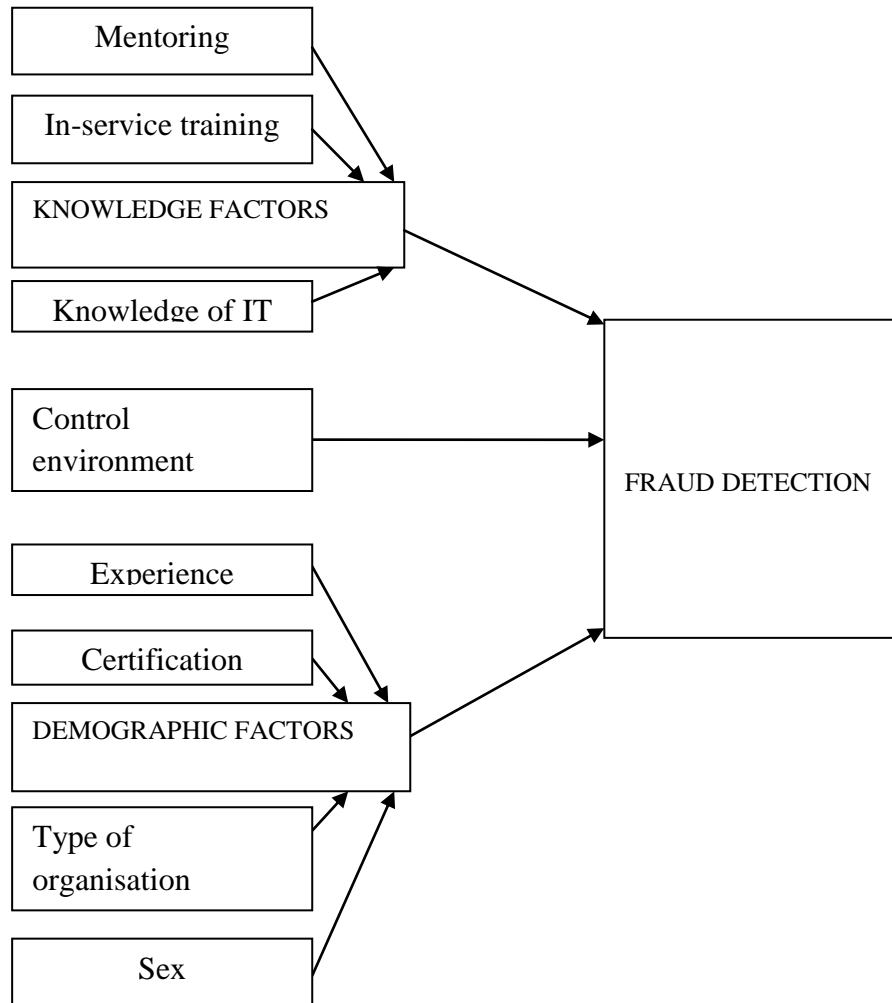 Mentoring
In-service training
KNOWLEDGE FACTORS
Knowledge of IT
Control
environment
FRAUD DETECTION
Experience
Certification
DEMOGRAPHIC FACTORS
Type of
organisation
Sex